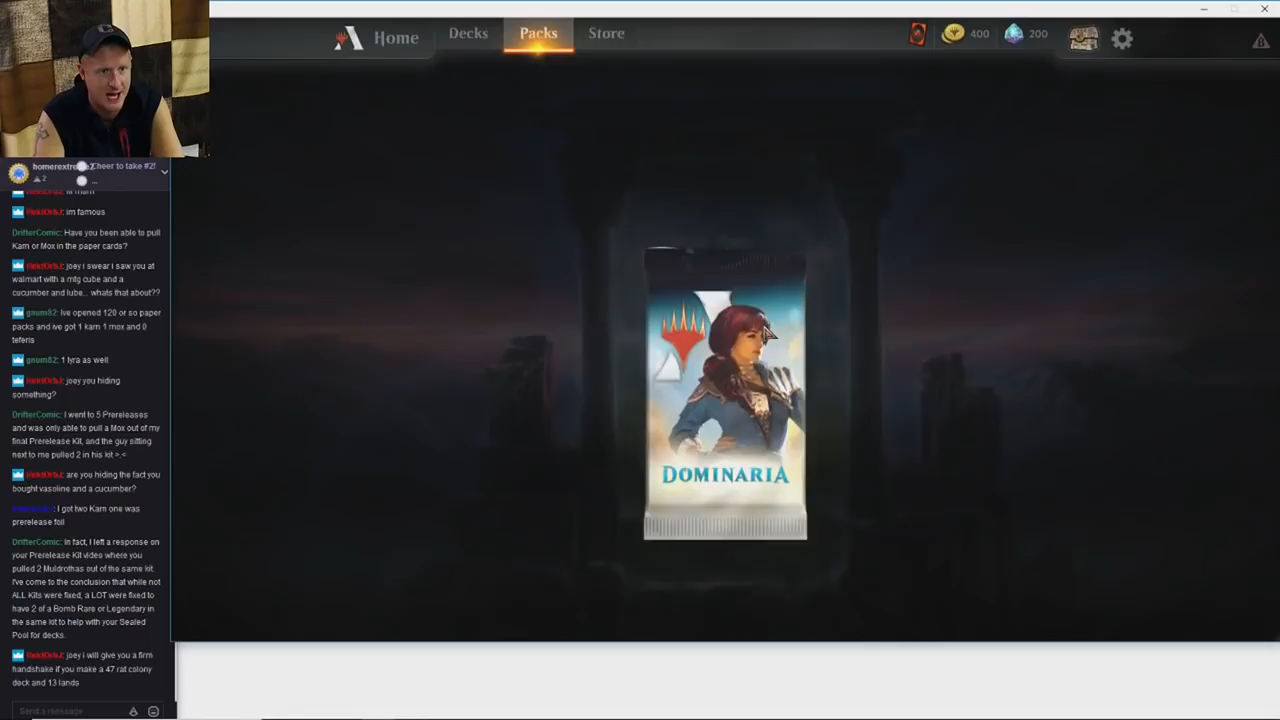 Home
Decks
Packs
Store
400
200
Cheer to take #2!
2
...
im famous
DrifterComic: Have you been able to pull
Karn or Mox in the paper cards?
joey i swear i saw you at
walmart with a mtg cube and a
cucumber and lube... whats that about??
gnum82: Ive opened 120 or so paper
packs and ive got 1 karn 1 mox and 0
teferis
gnum82: 1 lyra as well
joey you hiding
something?
DrifterComic: I went to 5 Prereleases
and was only able to pull a Mox out of my
final Prerelease Kit, and the guy sitting
next to me pulled 2 in his kit >.<
are you hiding the fact you
bought vasoline and a cucumber?
: I got two Karn one was
prerelease foil
DrifterComic: In fact, I left a response on
your Prerelease Kit video where you
pulled 2 Muldrothas out of the same kit.
I've come to the conclusion that while not
ALL Kits were fixed, a LOT were fixed to
have 2 of a Bomb Rare or Legendary in
the same kit to help with your Sealed
Pool for decks.
joey i will give you a firm
handshake if you make a 47 rat colony
deck and 13 lands
Send a message
DOMINARIA